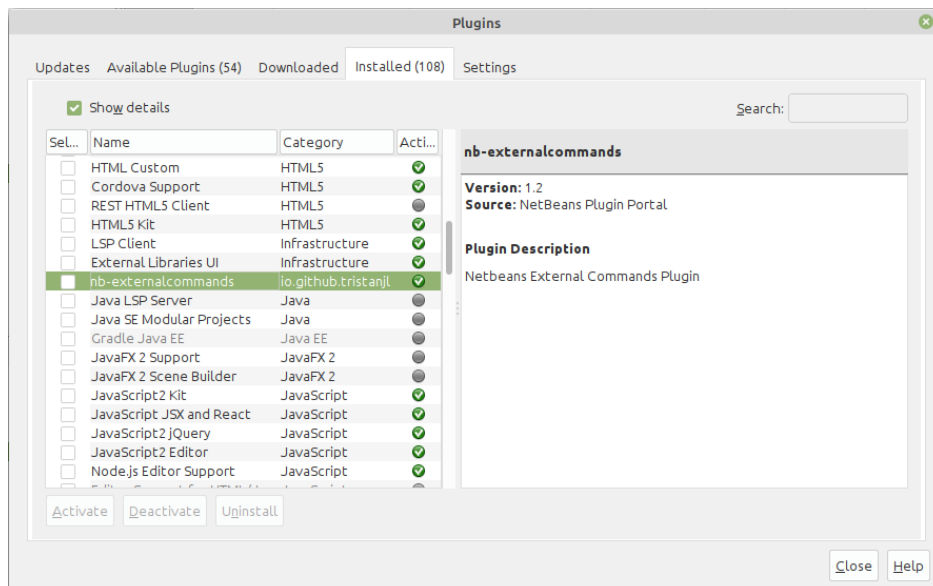 Plugins
Updates Available Plugins (54) Downloaded Installed (108) Settings
Show details Search:
Sel... Name Category Acti...
HTML Custom HTML5
Cordova Support HTML5
REST HTML5 Client HTML5
HTML5 Kit HTML5
LSP Client Infrastructure
External Libraries UI Infrastructure
nb-externalcommands io.github.tristanjl
Java LSP Server Java
Java SE Modular Projects Java
Gradle Java EE Java EE
JavaFX 2 Support JavaFX 2
JavaFX 2 Scene Builder JavaFX 2
JavaScript2 Kit JavaScript
JavaScript JSX and React JavaScript
JavaScript2 jQuery JavaScript
JavaScript2 Editor JavaScript
Node.js Editor Support JavaScript
nb-externalcommands
Version: 1.2
Source: NetBeans Plugin Portal
Plugin Description
Netbeans External Commands Plugin
Activate Deactivate Uninstall
Close Help